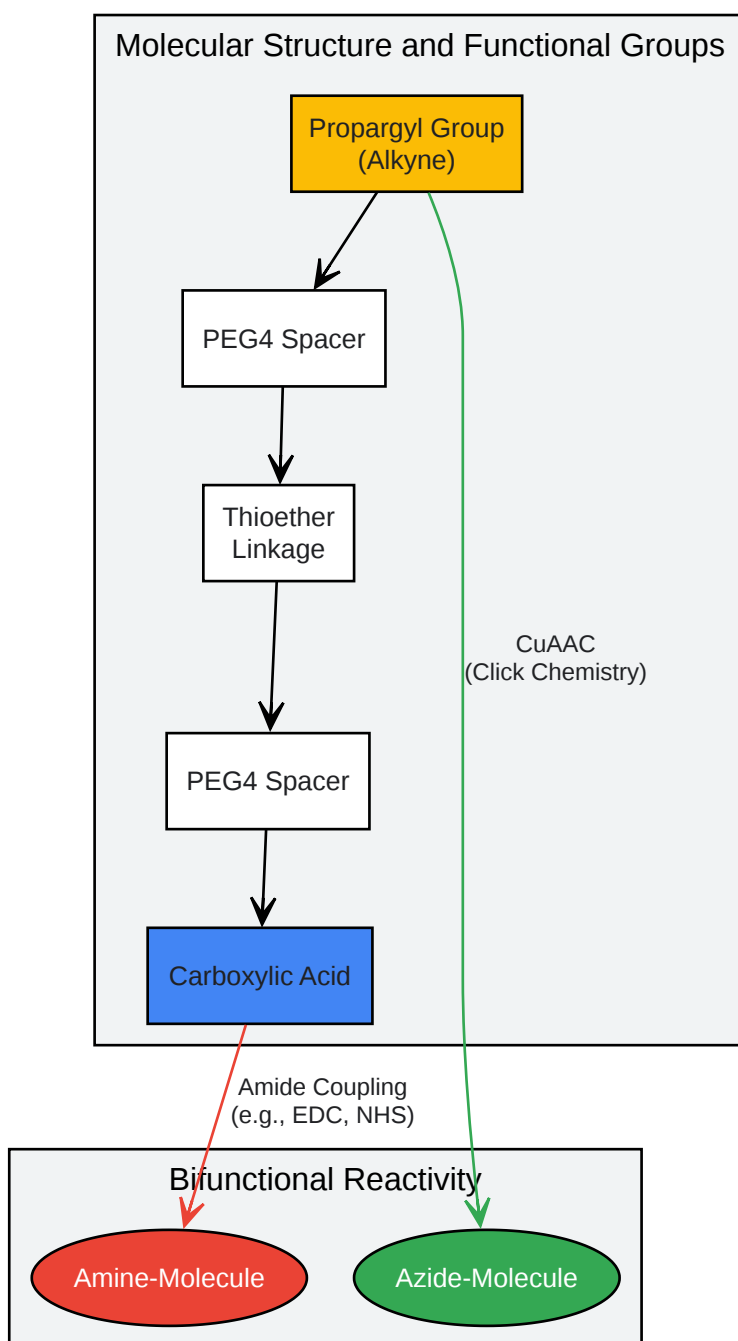 Molecular Structure and Functional Groups
Propargyl Group
(Alkyne)
PEG4 Spacer
Thioether
Linkage
CuAAC
(Click Chemistry)
PEG4 Spacer
Carboxylic Acid
Amide Coupling
(e.g., EDC, NHS)
Bifunctional Reactivity
Amine-Molecule
Azide-Molecule